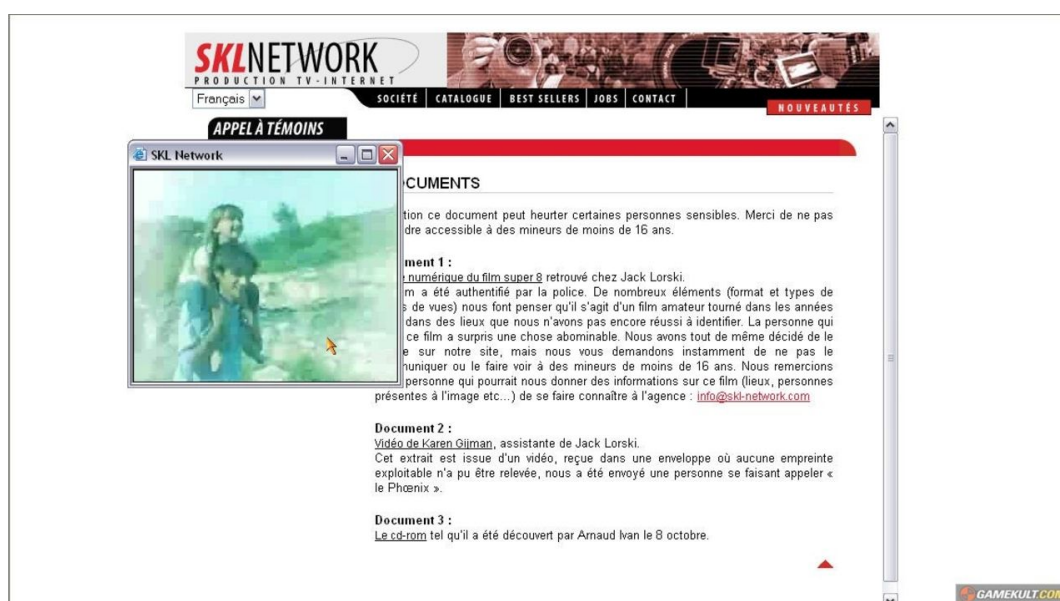 SKLNETWORK
PRODUCTION TV-INTERNET
Français
SOCIÉTÉ CATALOGUE BEST SELLERS JOBS CONTACT
NOUVEAUTÉS
APPEL À TÉMOINS
SKL Network
CUMENTS
tion ce document peut heurter certaines personnes sensibles. Merci de ne pas
dre accessible à des mineurs de moins de 16 ans.
ment 1 :
numérique du film super 8 retrouvé chez Jack Lorski.
m a été authentifié par la police. De nombreux éléments (format et types de
s de vues) nous font penser qu'il s'agit d'un film amateur tourné dans les années
dans des lieux que nous n'avons pas encore réussi à identifier. La personne qui
ce film a surpris une chose abominable. Nous avons tout de même décidé de le
e sur notre site, mais nous vous demandons instamment de ne pas le
muniquer ou le faire voir à des mineurs de moins de 16 ans. Nous remercions
personne qui pourrait nous donner des informations sur ce film (lieux, personnes
présentes à l'image etc...) de se faire connaître à l'agence : info@skl-network.com
Document 2 :
Vidéo de Karen Gijman, assistante de Jack Lorski.
Cet extrait est issue d'un vidéo, reçue dans une enveloppe où aucune empreinte
exploitable n'a pu être relevée, nous a été envoyé une personne se faisant appeler «
le Phœnix ».
Document 3 :
Le cd-rom tel qu'il a été découvert par Arnaud Ivan le 8 octobre.
GAMEKULT.COM